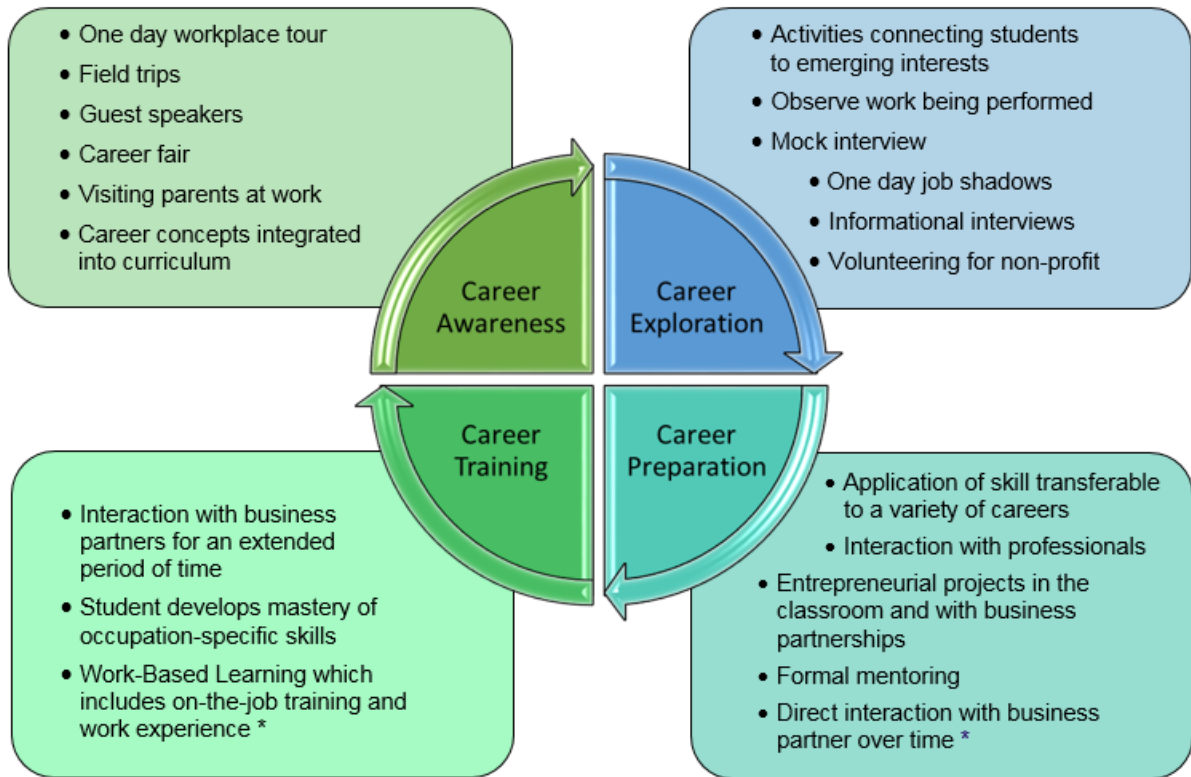 • One day workplace tour
• Field trips
• Guest speakers
• Career fair
• Visiting parents at work
• Career concepts integrated
into curriculum
• Activities connecting students
to emerging interests
• Observe work being performed
• Mock interview
• One day job shadows
• Informational interviews
• Volunteering for non-profit
Career
Awareness
Career
Exploration
Career
Training
Career
Preparation
• Interaction with business
partners for an extended
period of time
• Student develops mastery of
occupation-specific skills
• Work-Based Learning which
includes on-the-job training and
work experience *
• Application of skill transferable
to a variety of careers
• Interaction with professionals
• Entrepreneurial projects in the
classroom and with business
partnerships
• Formal mentoring
• Direct interaction with business
partner over time *